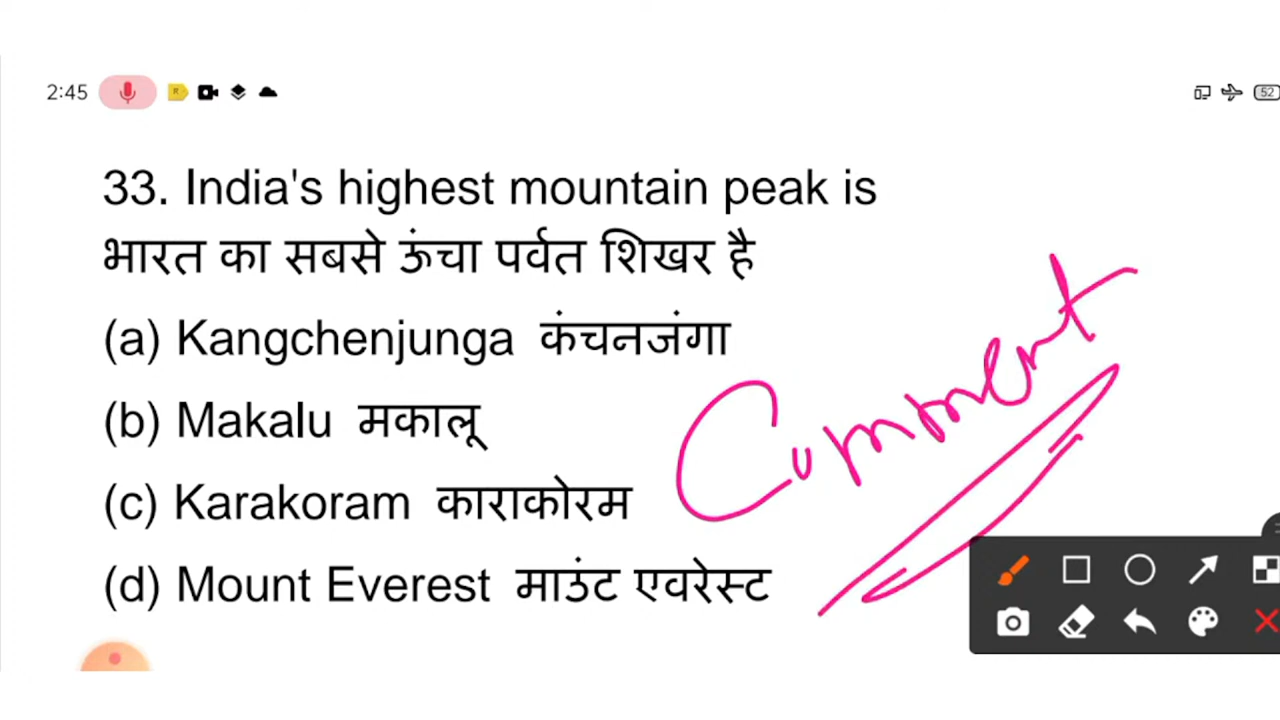 2:45 R 52
33. India's highest mountain peak is
भारत का सबसे ऊंचा पर्वत शिखर है
(a) Kangchenjunga कंचनजंगा
(b) Makalu मकालू
(c) Karakoram काराकोरम
(d) Mount Everest माउंट एवरेस्ट
Comment